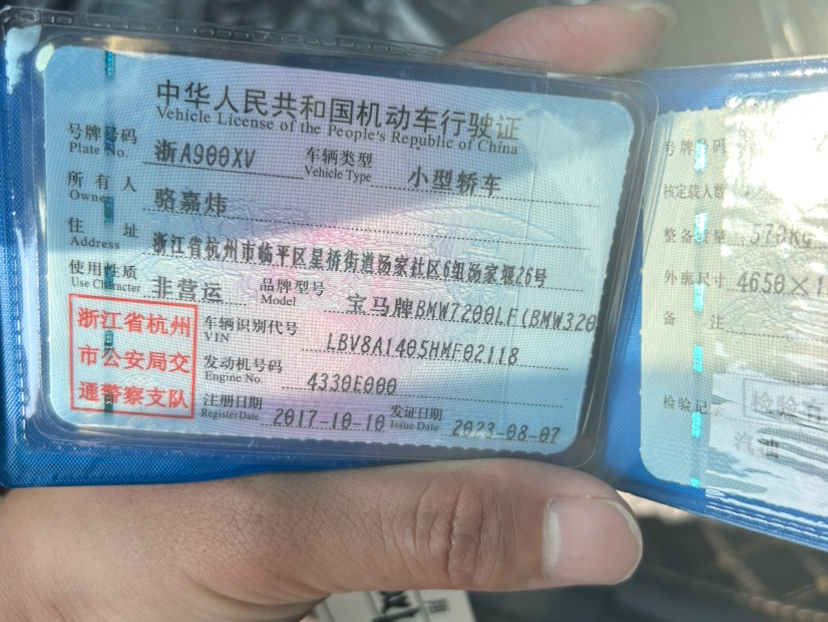 中华人民共和国机动车行驶证
Vehicle License of the People's Republic of China
号牌号码 浙A900XV 车辆类型 小型轿车
Plate No. Vehicle Type
所有人 骆嘉炜
Owner
住址 浙江省杭州市临平区星桥街道汤家社区6组汤家堰26号
Address
使用性质 非营运 品牌型号 宝马牌BMW7200LF(BMW320
Use Character Model
浙江省杭州
市公安局交
通警察支队
车辆识别代号 LBV8A1405HMF02118
VIN
发动机号码 4330E000
Engine No.
注册日期 2017-10-10 发证日期 2023-08-07
Register Date Issue Date
号牌号码
核定载人数
整备质量
外廓尺寸 4650×1
备注
检验记录
检验有
汽油